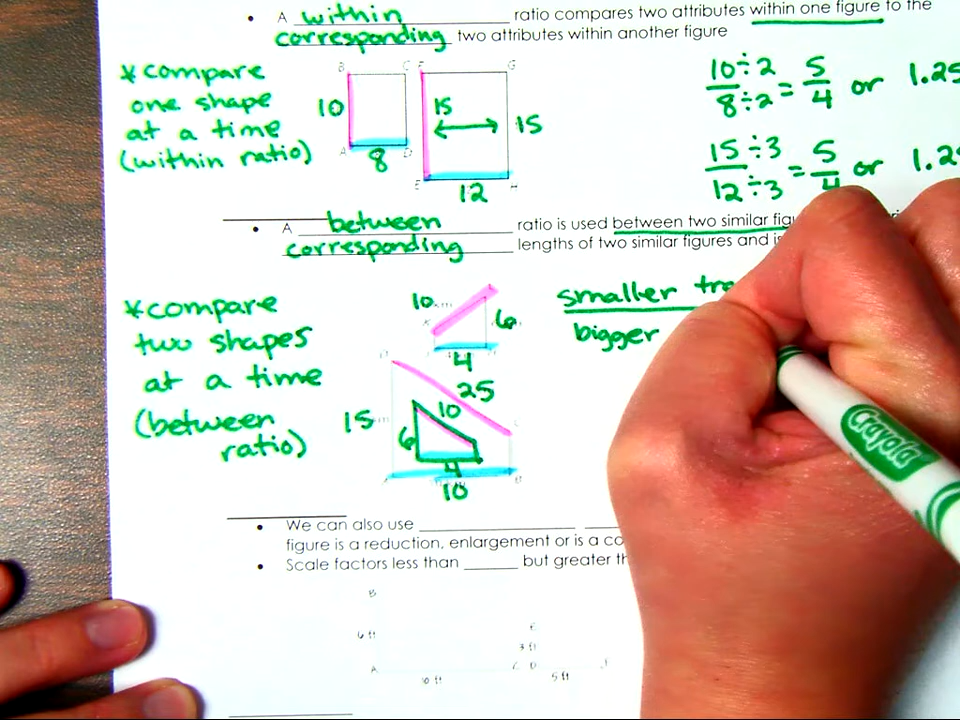 • A within ratio compares two attributes within one figure to the
corresponding two attributes within another figure
*compare
one shape
at a time
(within ratio)
B C F G
10 15 15
A 8 D E 12 H
10÷2 / 8÷2 = 5/4 or 1.25
15÷3 / 12÷3 = 5/4 or 1.2
• A between ratio is used between two similar
corresponding lengths of two similar figures and
*compare
two shapes
at a time
(between
ratio)
10
6
4
25
15
10
6
4
10
smaller
bigger
• We can also use
figure is a reduction, enlargement or is a
• Scale factors less than ______ but greater
B
6 ft
3 ft
A
10 ft 5 ft
Crayola